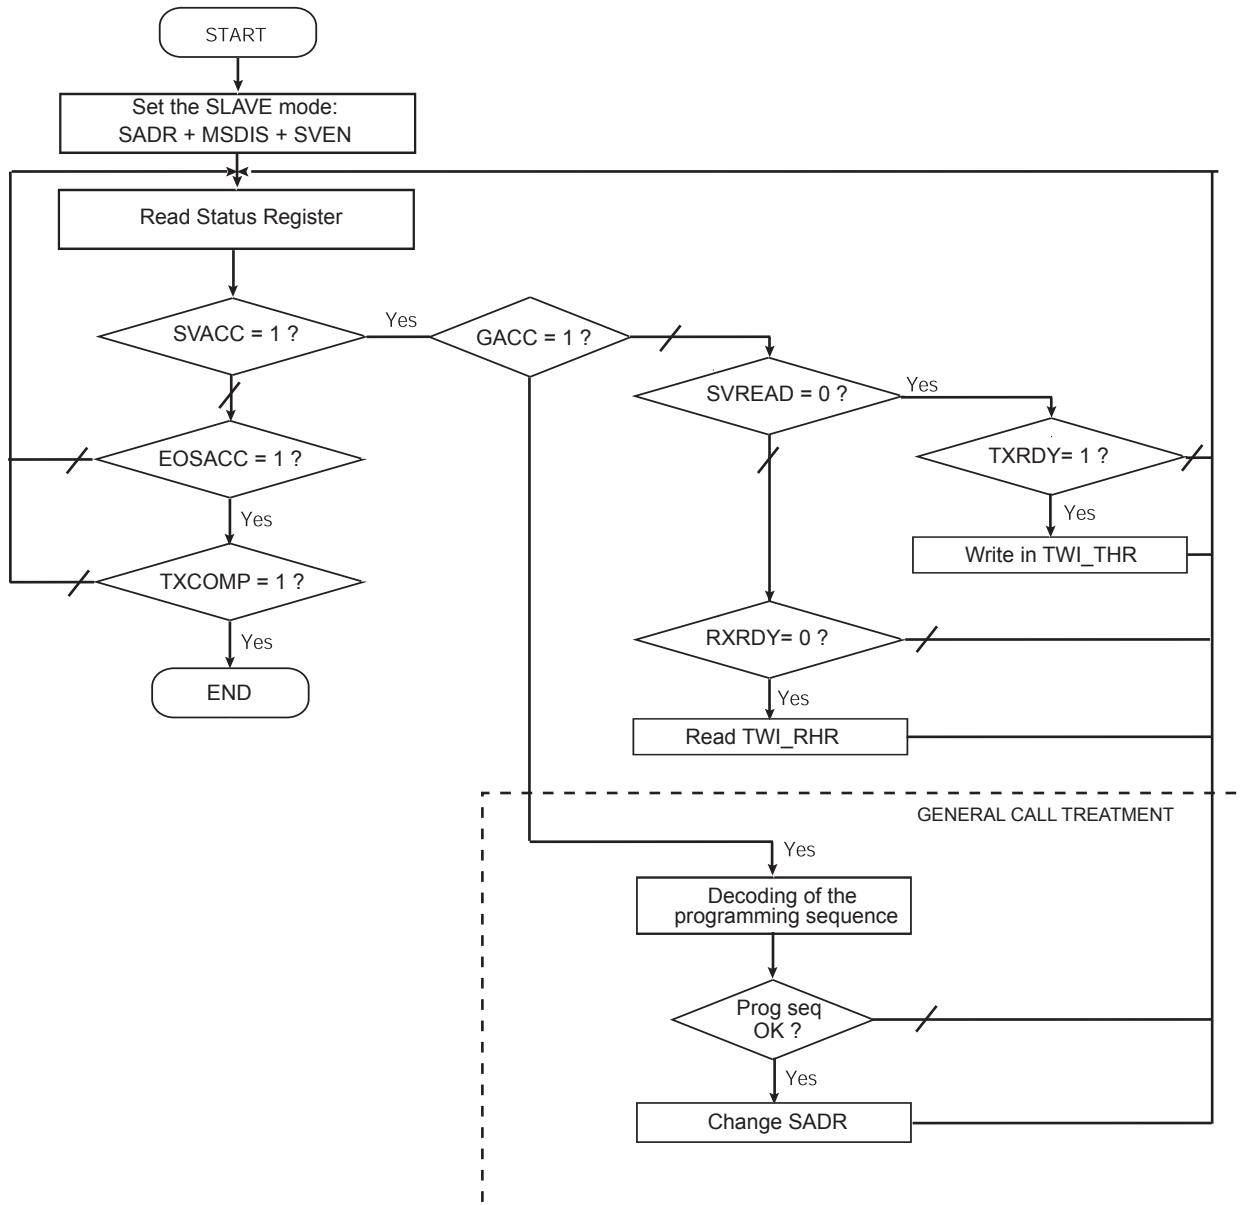 START
Set the SLAVE mode:
SADR + MSDIS + SVEN
Read Status Register
SVACC = 1 ?
Yes
GACC = 1 ?
SVREAD = 0 ?
Yes
EOSACC = 1 ?
TXRDY= 1 ?
Yes
Yes
Write in TWI_THR
TXCOMP = 1 ?
Yes
RXRDY= 0 ?
END
Yes
Read TWI_RHR
GENERAL CALL TREATMENT
Yes
Decoding of the
programming sequence
Prog seq
OK ?
Yes
Change SADR